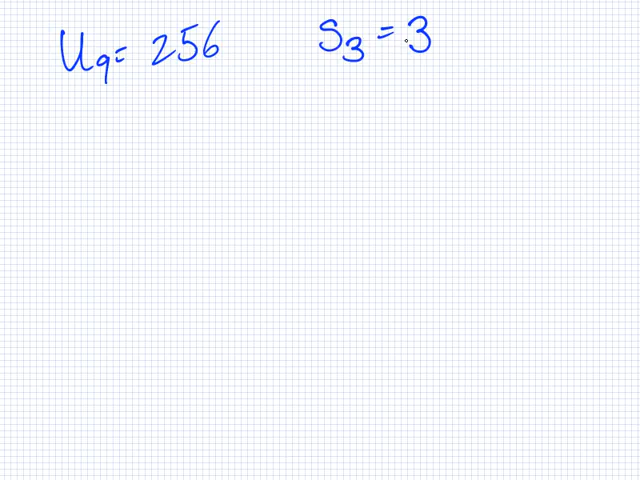 U₉ = 256 S₃ = 3